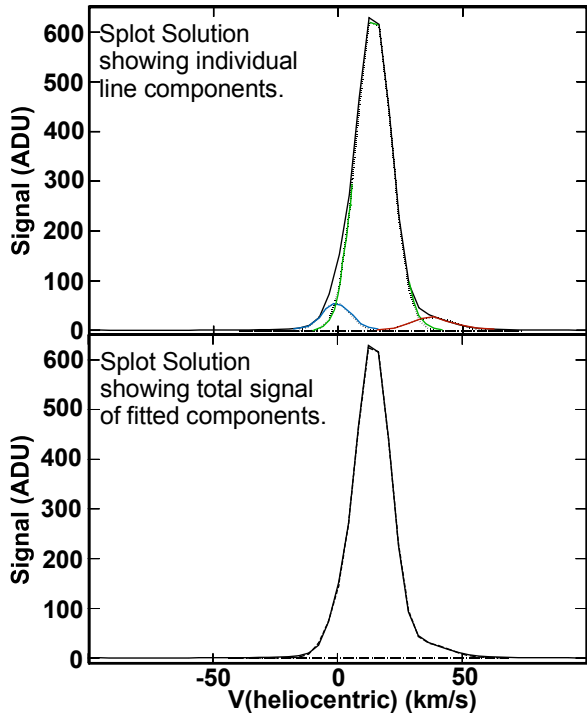 600
500
400
300
200
100
0
Signal (ADU)
Splot Solution
showing individual
line components.
600
500
400
300
200
100
0
Signal (ADU)
Splot Solution
showing total signal
of fitted components.
-50
0
50
V(heliocentric) (km/s)